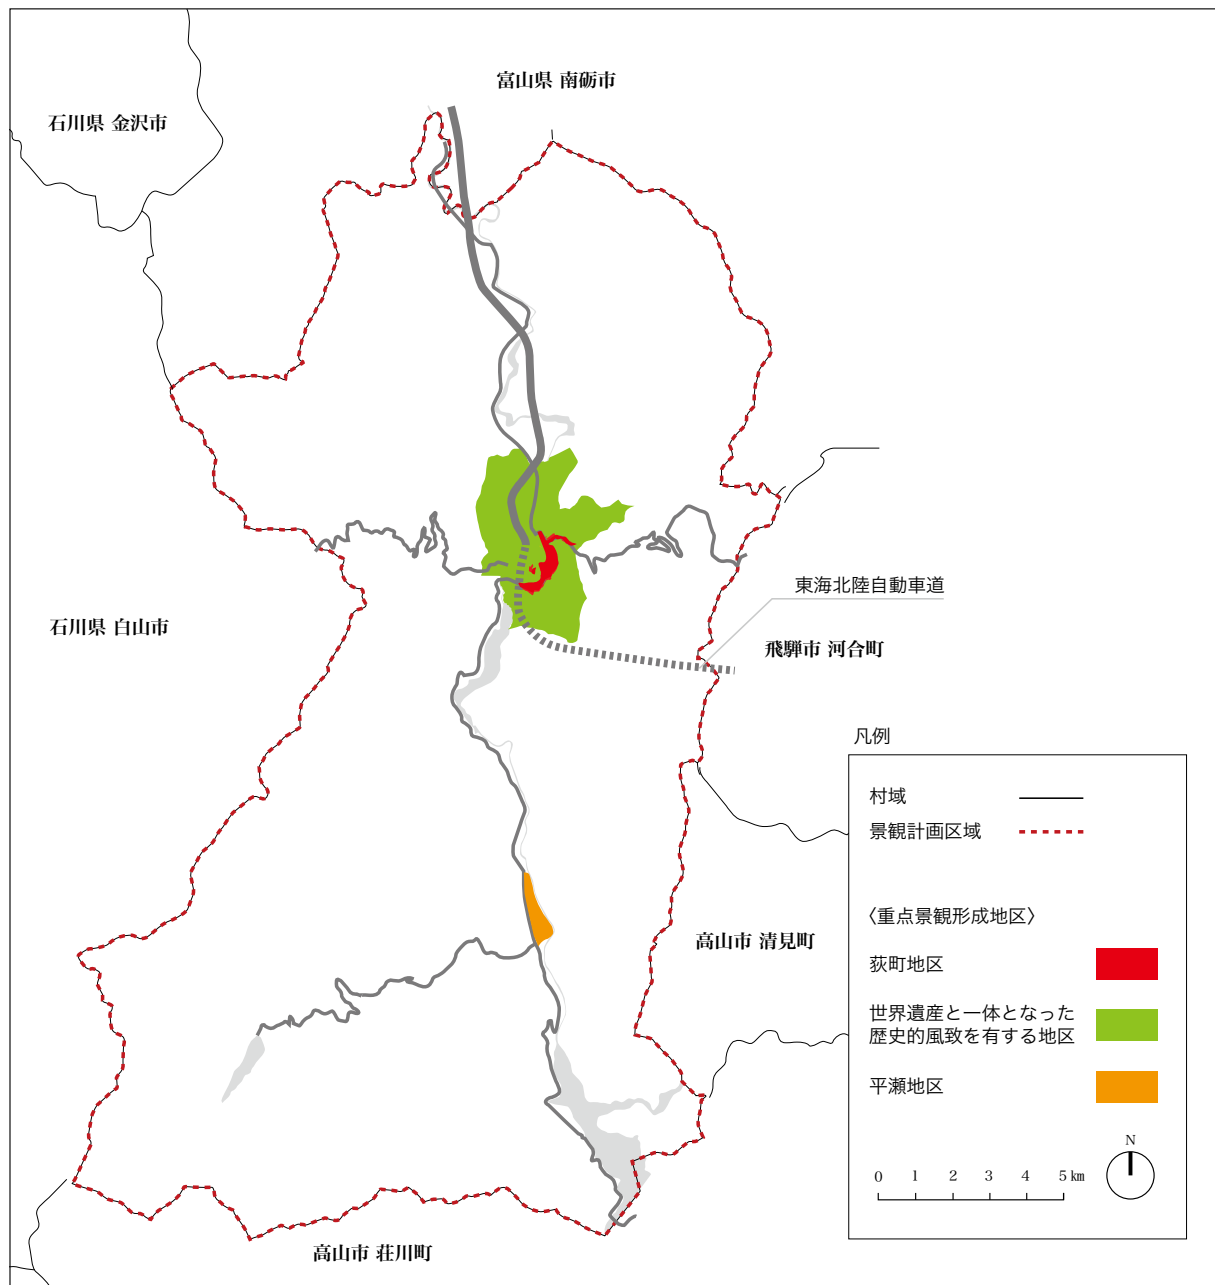 富山県 南砺市
石川県 金沢市
東海北陸自動車道
石川県 白山市
飛騨市 河合町
凡例
村域
景観計画区域
〈重点景観形成地区〉
高山市 清見町
荻町地区
世界遺産と一体となった
歴史的風致を有する地区
平瀬地区
N
0 1 2 3 4 5㎞
高山市 荘川町